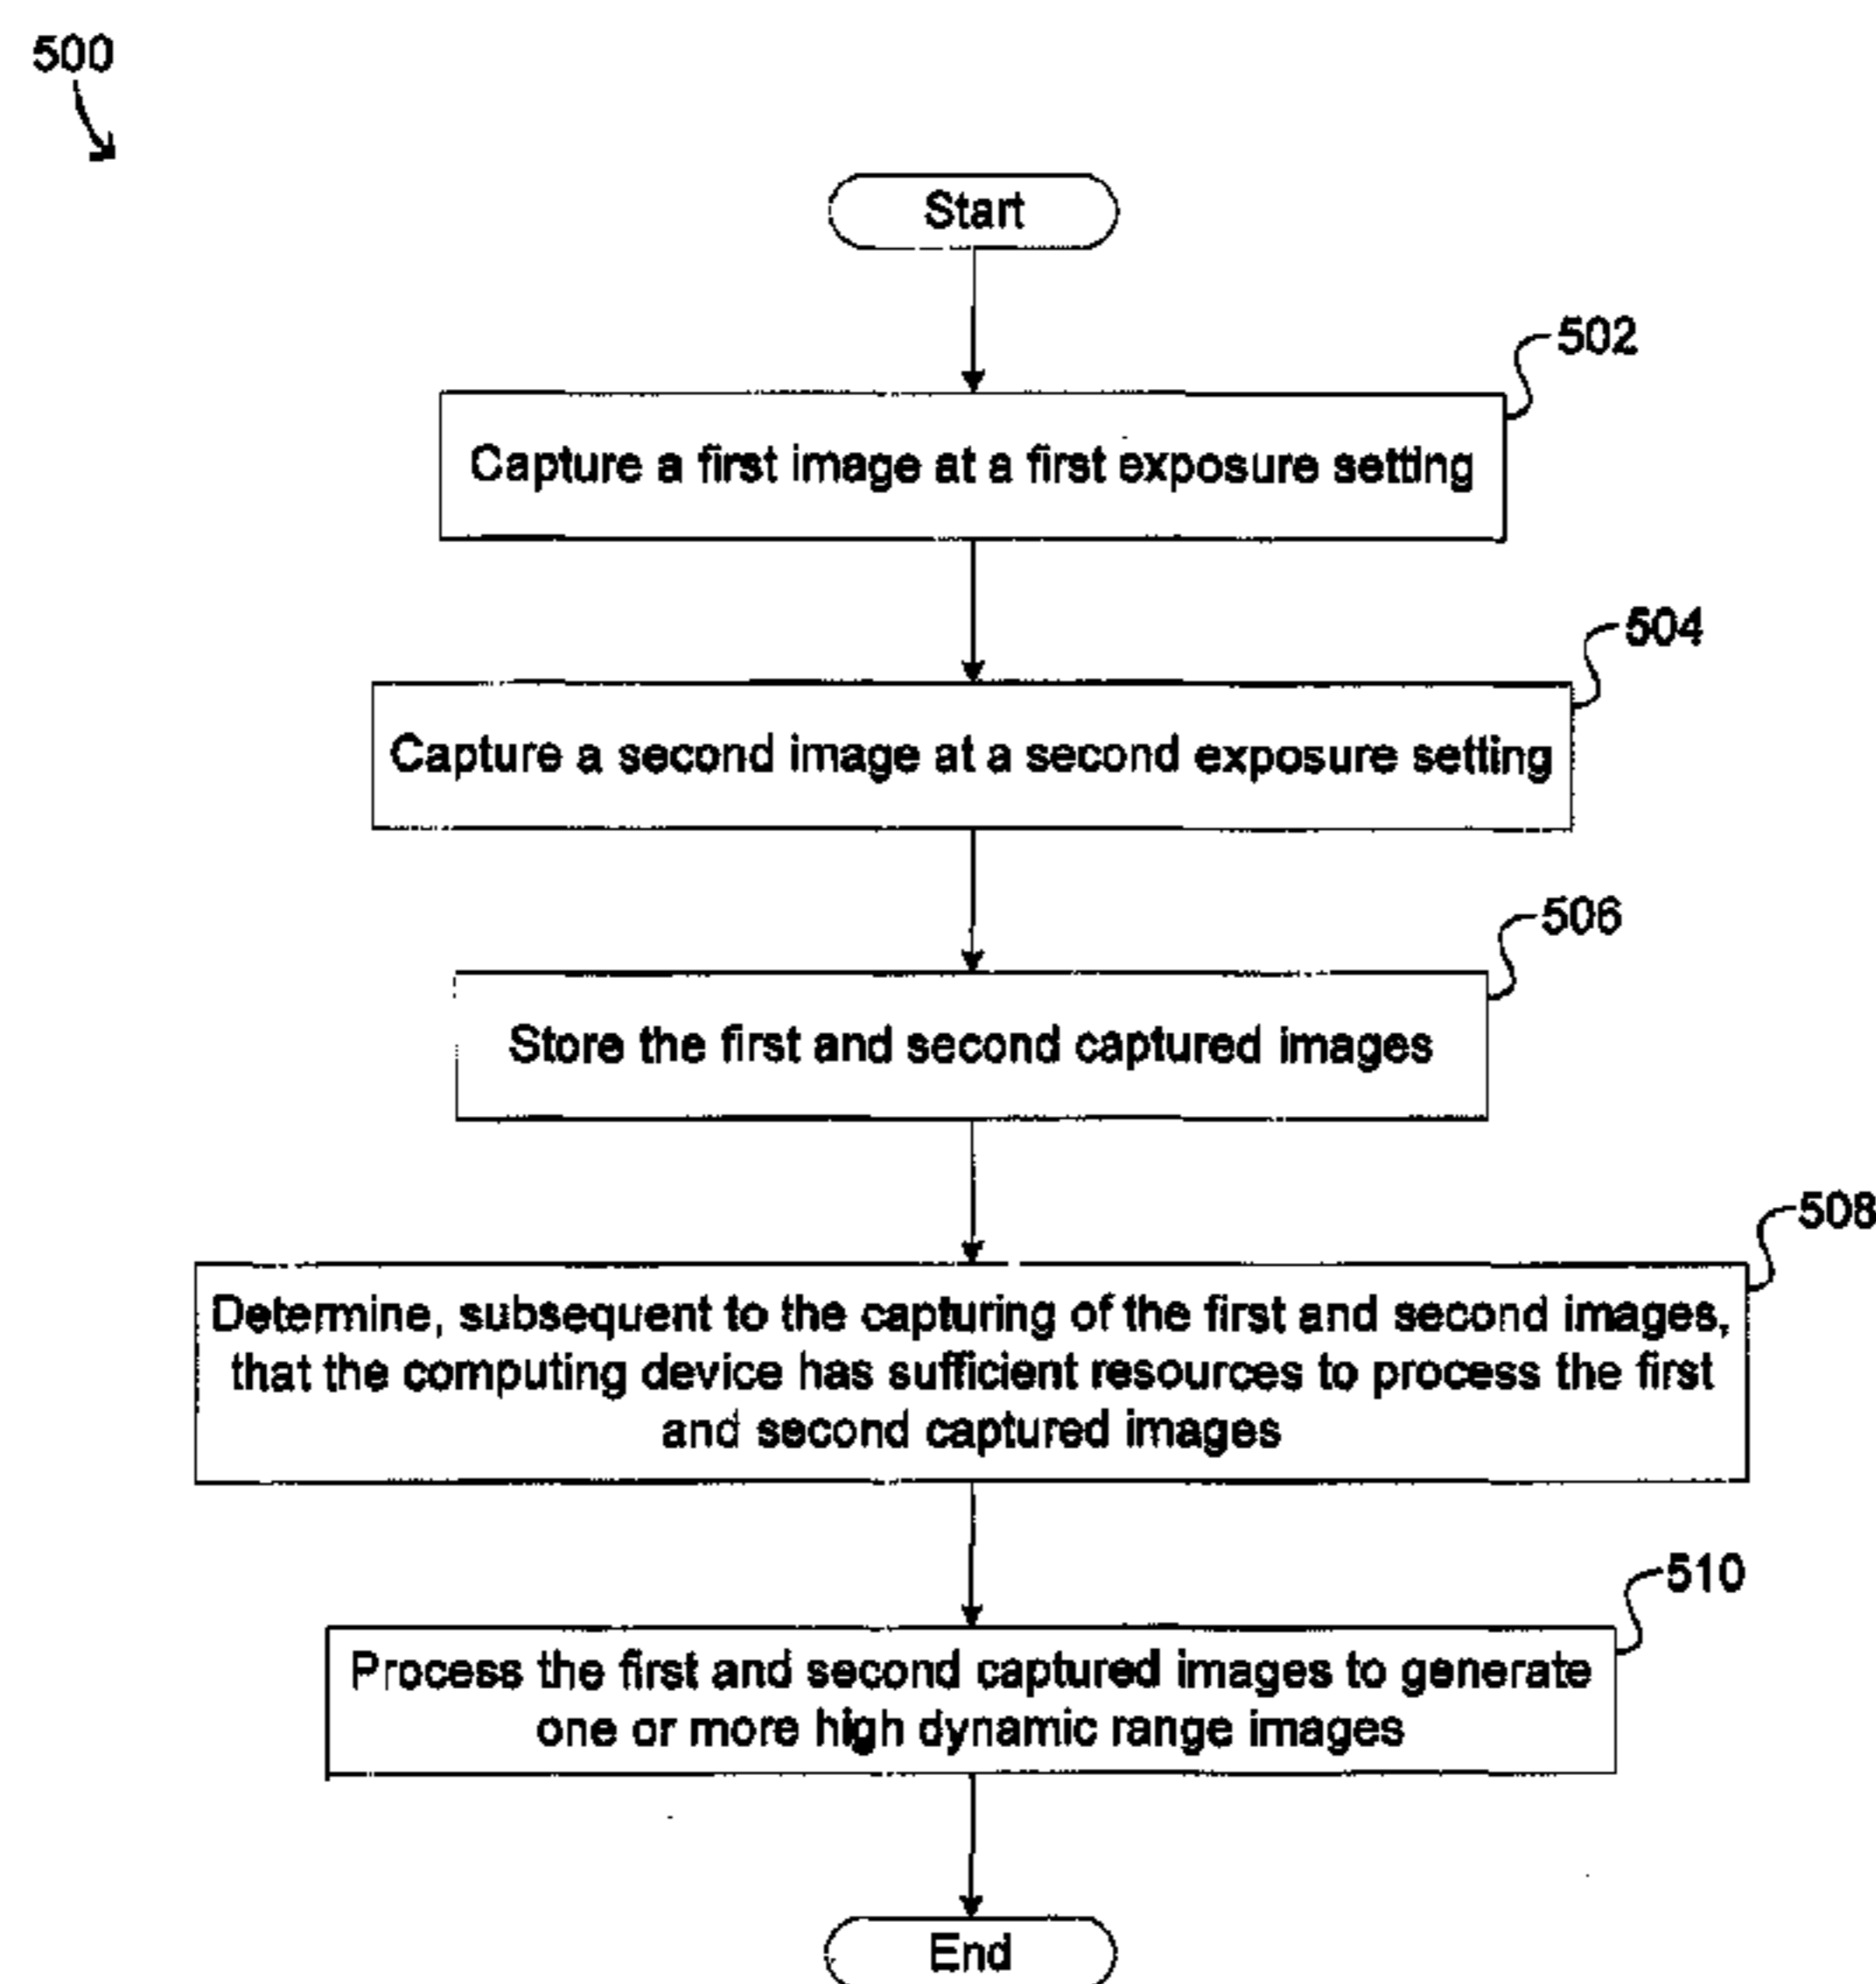 500
Start
502
Capture a first image at a first exposure setting
504
Capture a second image at a second exposure setting
506
Store the first and second captured images
508
Determine, subsequent to the capturing of the first and second images,
that the computing device has sufficient resources to process the first
and second captured images
510
Process the first and second captured images to generate
one or more high dynamic range images
End